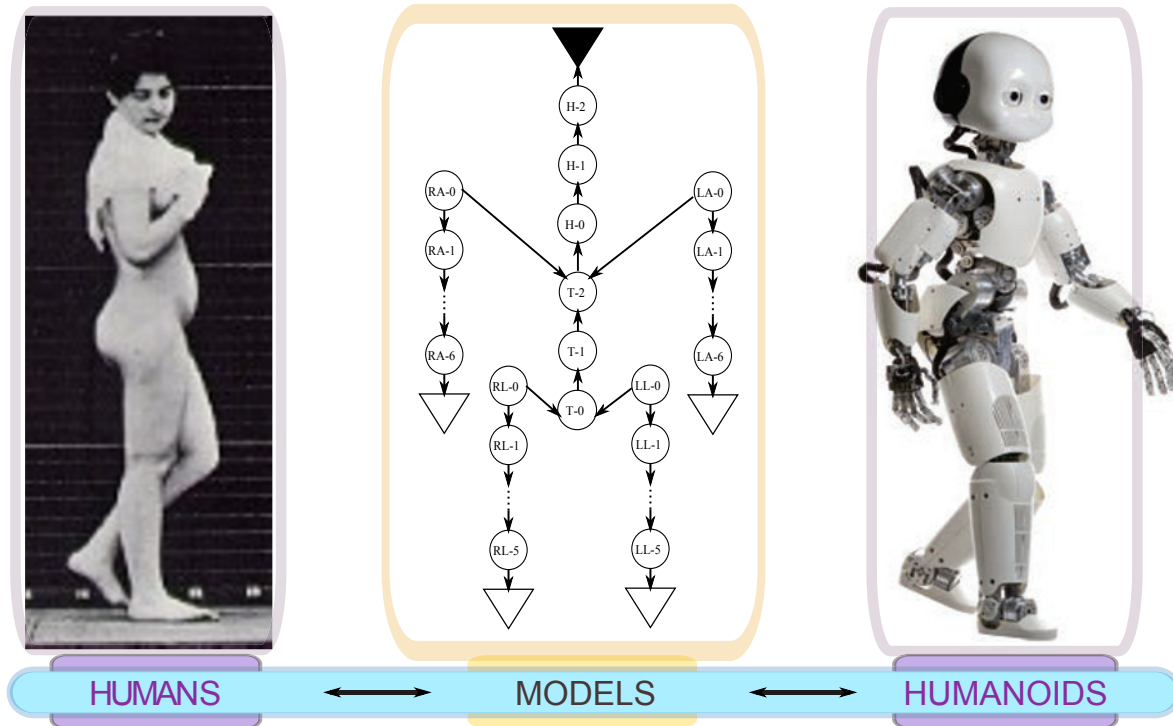 H-2
H-1
RA-0
LA-0
H-0
RA-1
LA-1
T-2
T-1
RA-6
LA-6
RL-0
LL-0
T-0
RL-1
LL-1
RL-5
LL-5
HUMANS
MODELS
HUMANOIDS